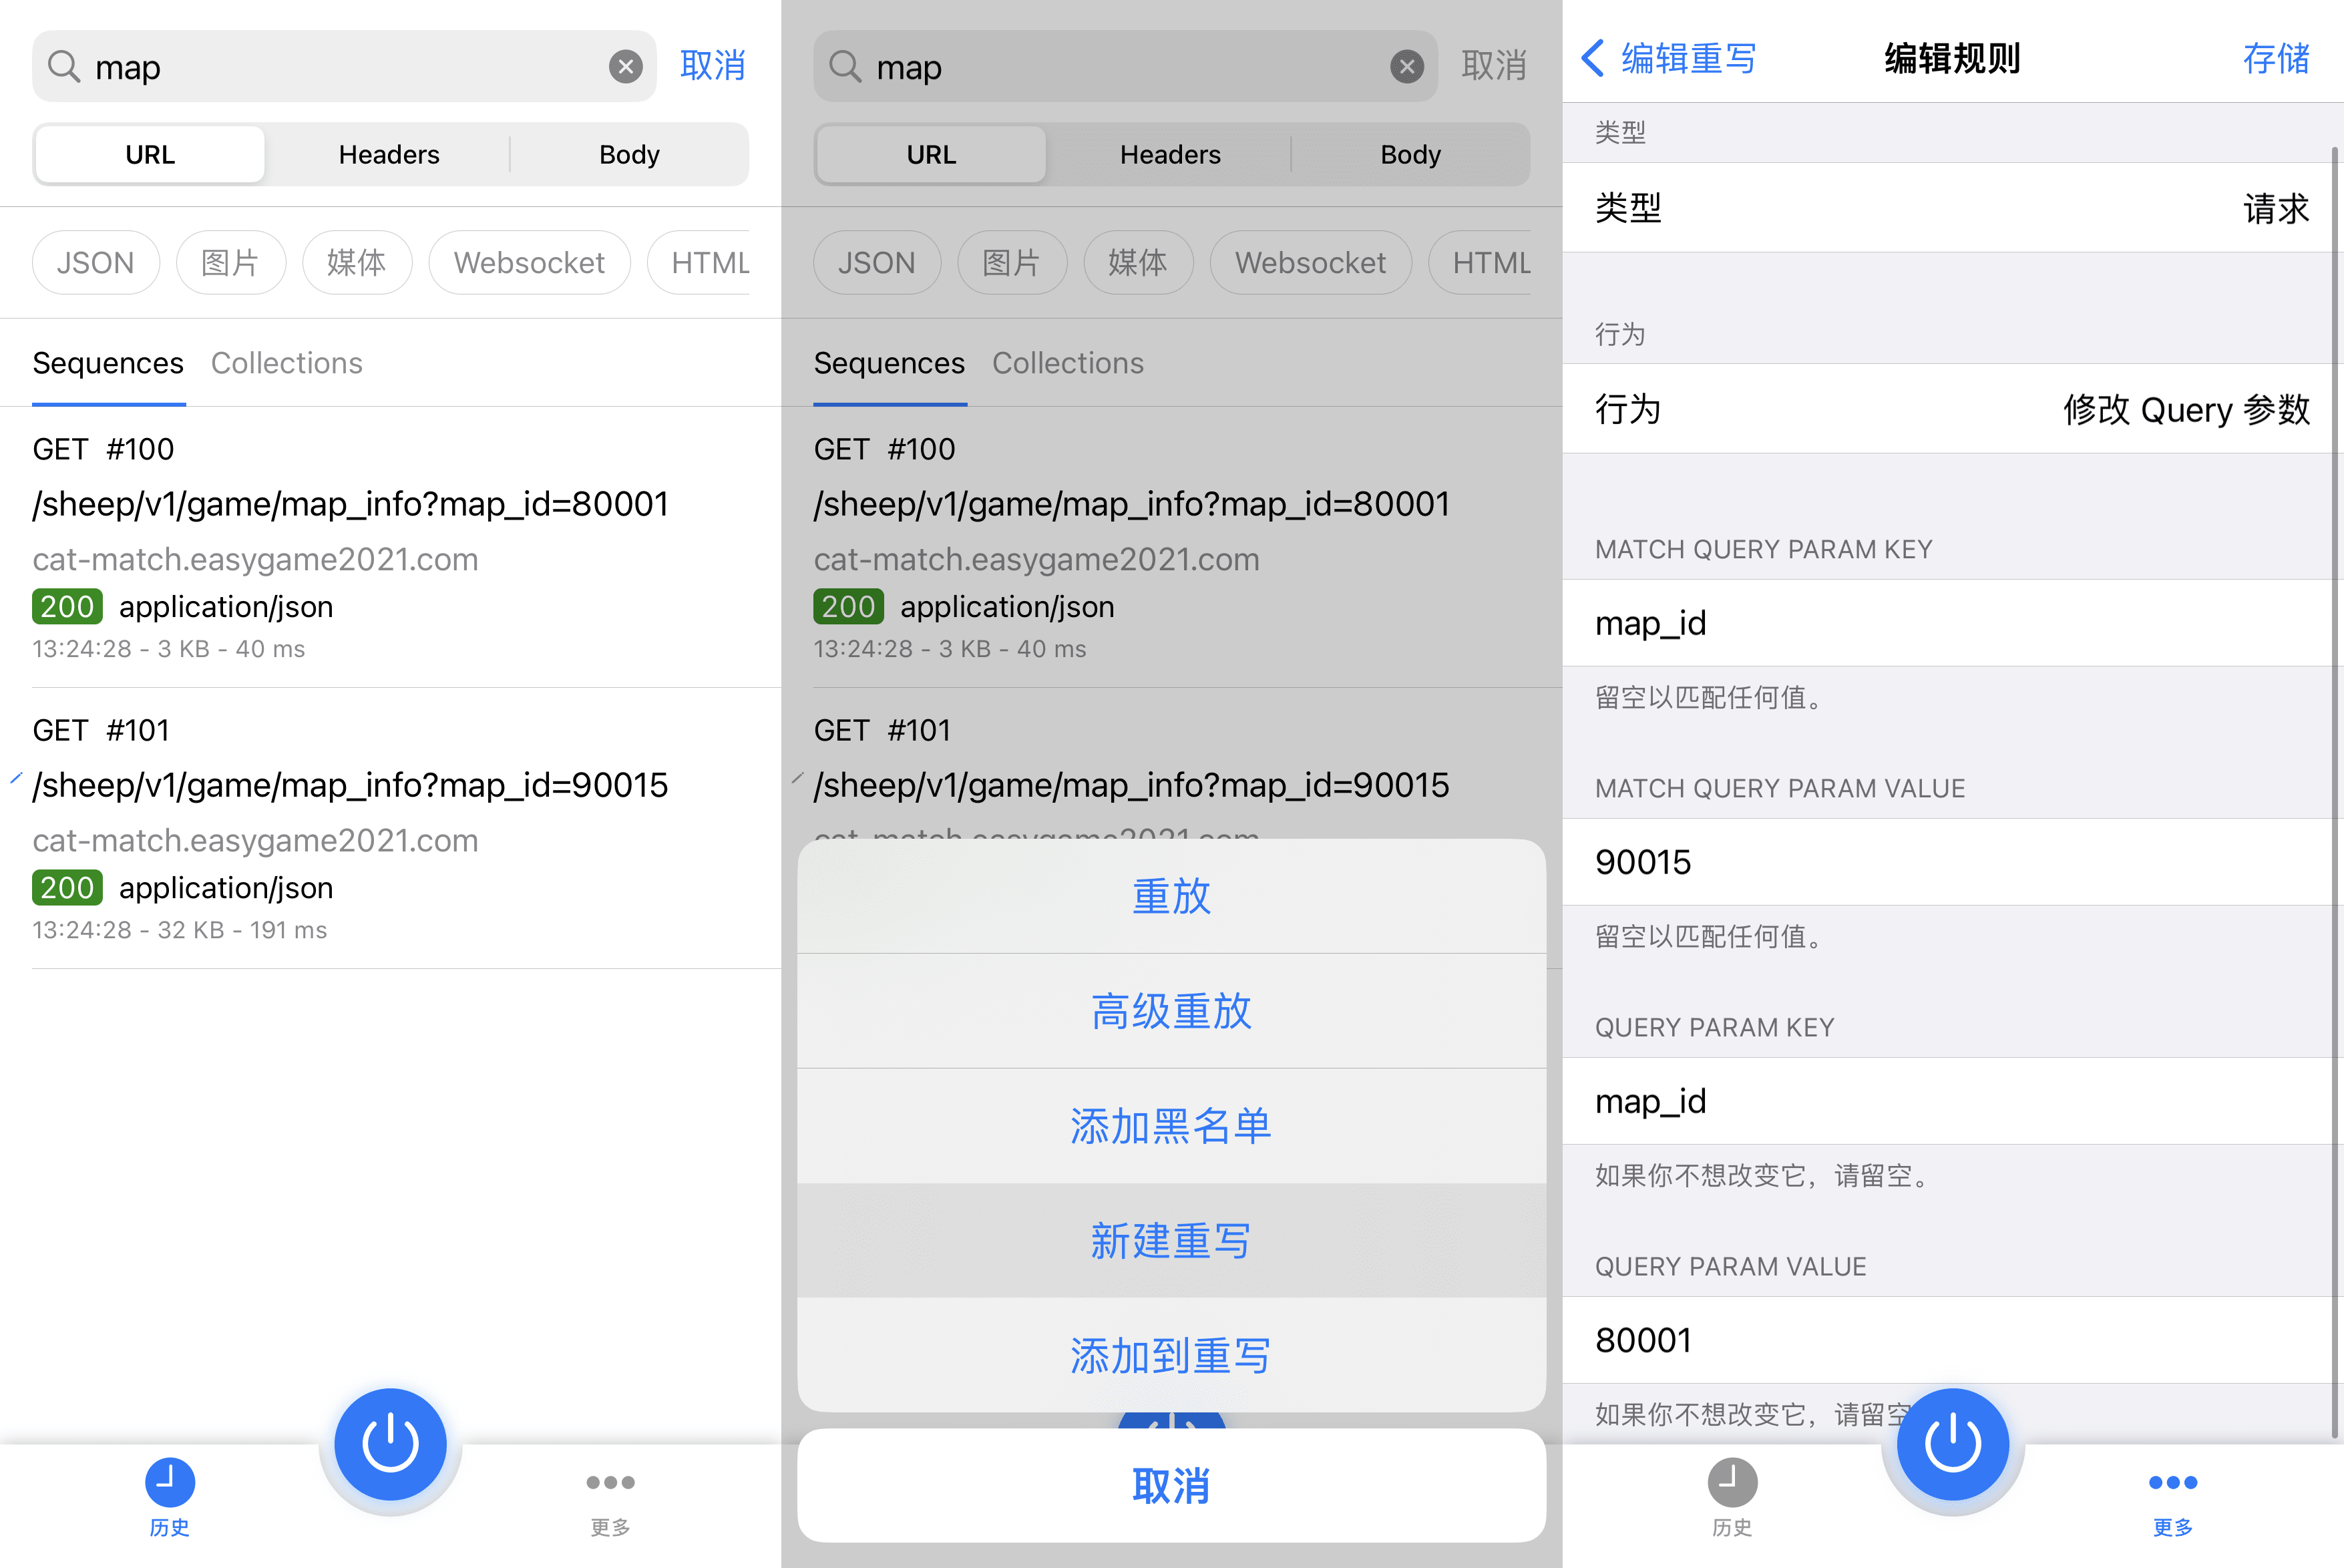 map
取消
URL
Headers
Body
JSON
图片
媒体
Websocket
HTML
Sequences
Collections
GET #100
/sheep/v1/game/map_info?map_id=80001
cat-match.easygame2021.com
200 application/json
13:24:28 - 3 KB - 40 ms
GET #101
/sheep/v1/game/map_info?map_id=90015
cat-match.easygame2021.com
200 application/json
13:24:28 - 32 KB - 191 ms
历史
更多
map
取消
URL
Headers
Body
JSON
图片
媒体
Websocket
HTML
Sequences
Collections
GET #100
/sheep/v1/game/map_info?map_id=80001
cat-match.easygame2021.com
200 application/json
13:24:28 - 3 KB - 40 ms
GET #101
/sheep/v1/game/map_info?map_id=90015
cat-match.easygame2021.com
重放
高级重放
添加黑名单
新建重写
添加到重写
取消
编辑重写
编辑规则
存储
类型
类型
请求
行为
行为
修改 Query 参数
MATCH QUERY PARAM KEY
map_id
留空以匹配任何值。
MATCH QUERY PARAM VALUE
90015
留空以匹配任何值。
QUERY PARAM KEY
map_id
如果你不想改变它，请留空。
QUERY PARAM VALUE
80001
如果你不想改变它，请留空
历史
更多